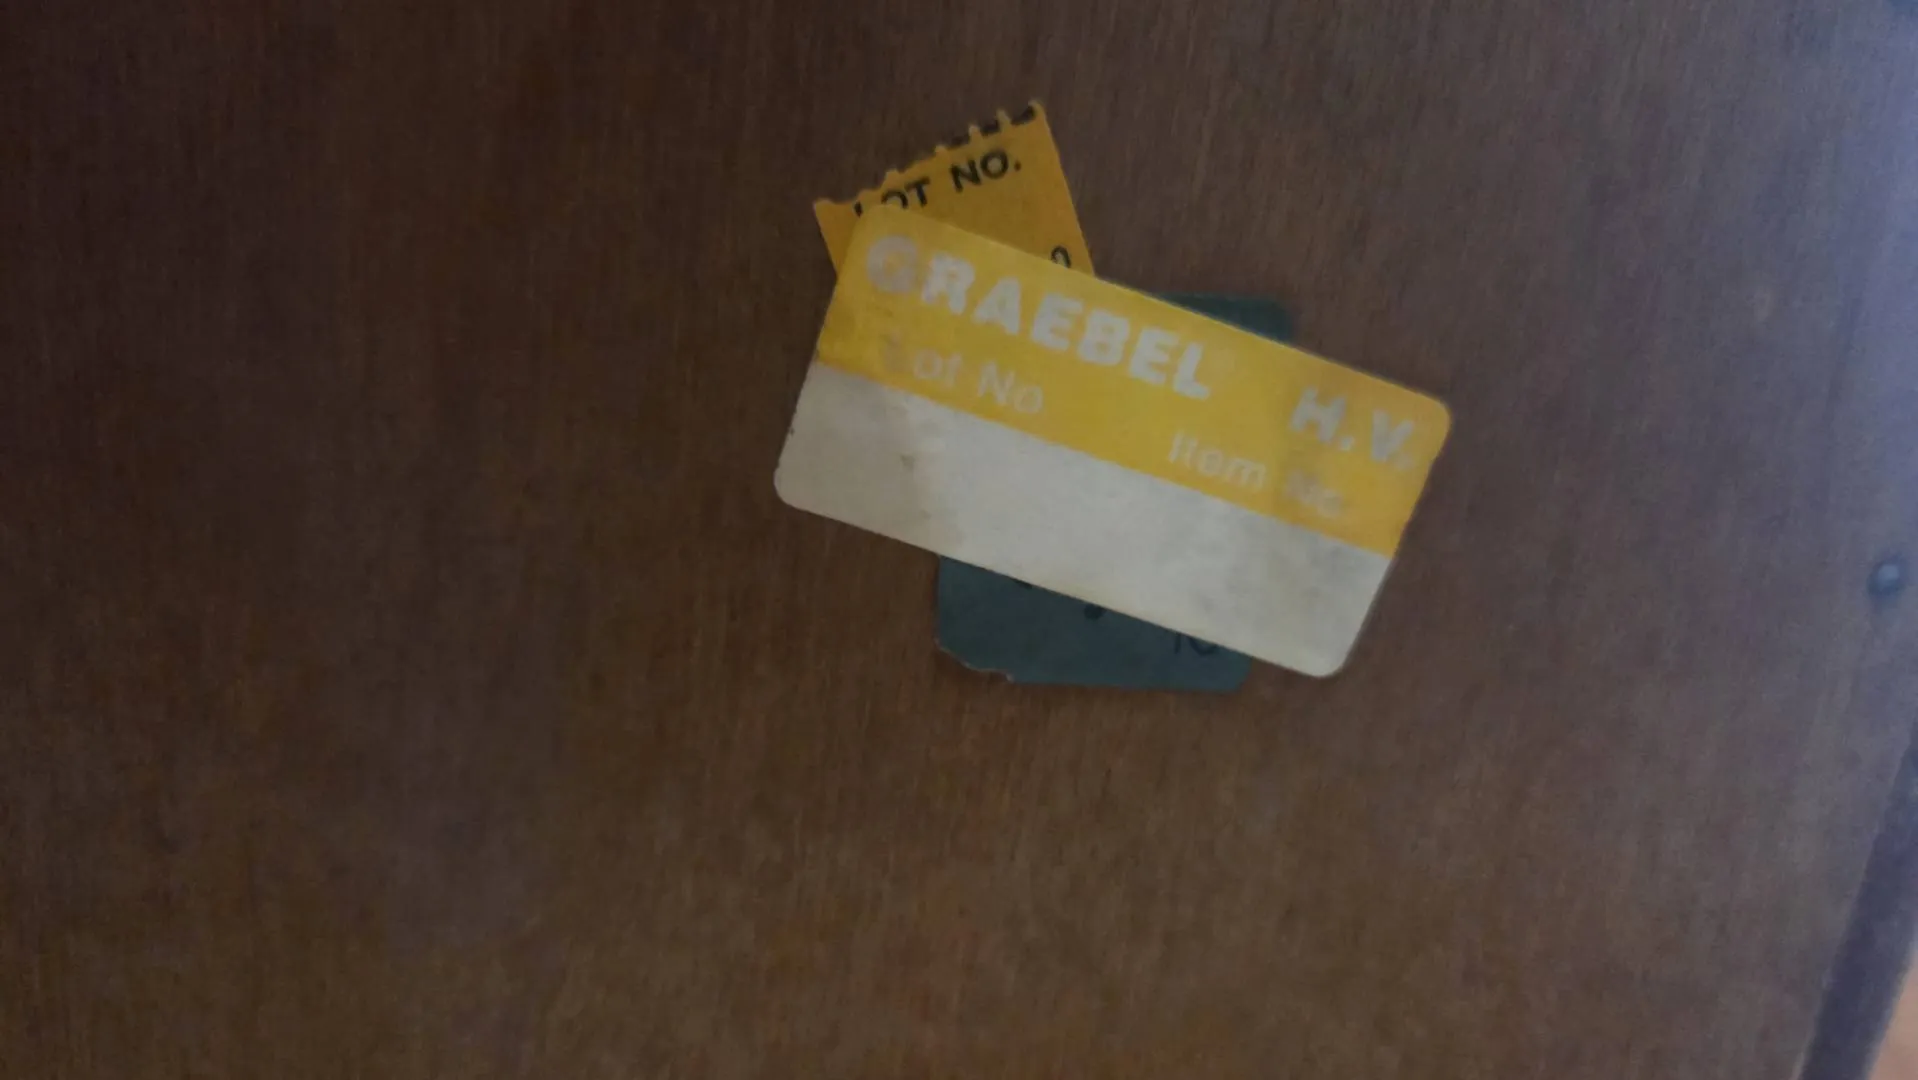 LOT NO.
GRAEBEL H.V.
Lot No Item No